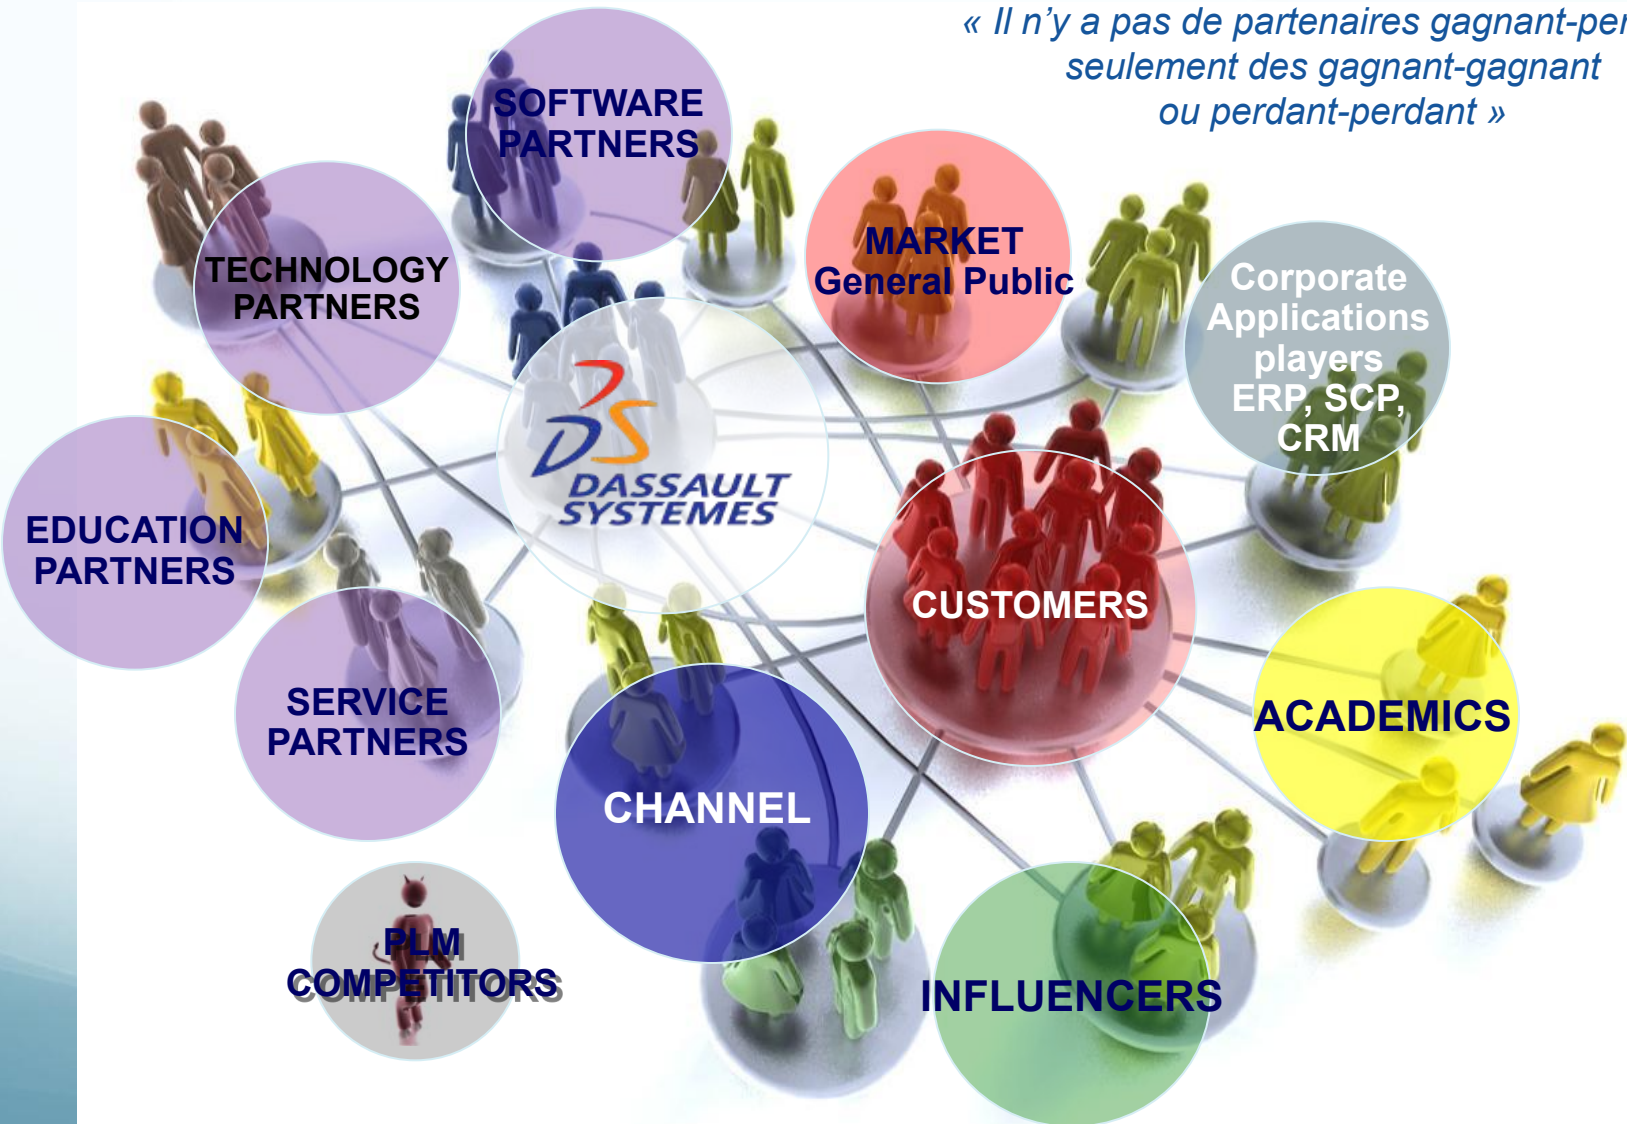 « Il n’y a pas de partenaires
seulement des gagnant-gagnant
ou perdant-perdant »
SOFTWARE
PARTNERS
TECHNOLOGY
PARTNERS
MARKET
General Public
Corporate
Applications
players
ERP, SCP,
CRM
DASSAULT
SYSTEMES
EDUCATION
PARTNERS
CUSTOMERS
SERVICE
PARTNERS
ACADEMICS
CHANNEL
PLM
COMPETITORS
INFLUENCERS